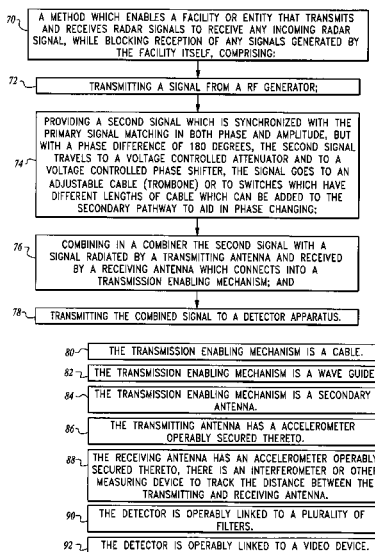 70
A METHOD WHICH ENABLES A FACILITY OR ENTITY THAT TRANSMITS
AND RECEIVES RADAR SIGNALS TO RECEIVE ANY INCOMING RADAR
SIGNAL, WHILE BLOCKING RECEPTION OF ANY SIGNALS GENERATED BY
THE FACILITY ITSELF, COMPRISING:
72
TRANSMITTING A SIGNAL FROM A RF GENERATOR;
PROVIDING A SECOND SIGNAL WHICH IS SYNCHRONIZED WITH THE
PRIMARY SIGNAL MATCHING IN BOTH PHASE AND AMPLITUDE, BUT
WITH A PHASE DIFFERENCE OF 180 DEGREES, THE SECOND SIGNAL
74
TRAVELS TO A VOLTAGE CONTROLLED ATTENUATOR AND TO A
VOLTAGE CONTROLLED PHASE SHIFTER, THE SIGNAL GOES TO AN
ADJUSTABLE CABLE (TROMBONE) OR TO SWITCHES WHICH HAVE
DIFFERENT LENGTHS OF CABLE WHICH CAN BE ADDED TO THE
SECONDARY PATHWAY TO AID IN PHASE CHANGING;
76
COMBINING IN A COMBINER THE SECOND SIGNAL WITH A
SIGNAL RADIATED BY A TRANSMITTING ANTENNA AND RECEIVED
BY A RECEIVING ANTENNA WHICH CONNECTS INTO A
TRANSMISSION ENABLING MECHANISM; AND
78
TRANSMITTING THE COMBINED SIGNAL TO A DETECTOR APPARATUS.
80
THE TRANSMISSION ENABLING MECHANISM IS A CABLE.
82
THE TRANSMISSION ENABLING MECHANISM IS A WAVE GUIDE
84
THE TRANSMISSION ENABLING MECHANISM IS A SECONDARY
ANTENNA.
86
THE TRANSMITTING ANTENNA HAS A ACCELEROMETER
OPERABLY SECURED THERETO.
88
THE RECEIVING ANTENNA HAS AN ACCELEROMETER OPERABLY
SECURED THERETO, THERE IS AN INTERFEROMETER OR OTHER
MEASURING DEVICE TO TRACK THE DISTANCE BETWEEN THE
TRANSMITTING AND RECEIVING ANTENNA.
90
THE DETECTOR IS OPERABLY LINKED TO A PLURALITY OF
FILTERS.
92
THE DETECTOR IS OPERABLY LINKED TO A VIDEO DEVICE.